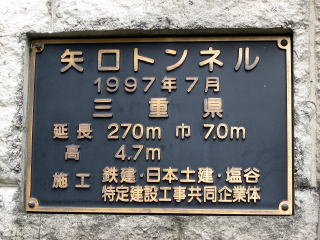 矢口トンネル
1997年7月
三重県
延長 270m 巾 7.0m
高 4.7m
施工 鉄建・日本土建・塩谷
特定建設工事共同企業体